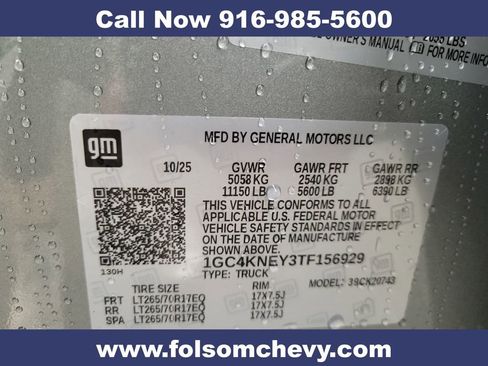 Call Now 916-985-5600
2695 LBS
OWNER'S MANUAL
FOR MORE INFO
gm
MFD BY GENERAL MOTORS LLC
10/25 GVWR GAWR FRT GAWR RR
5058 KG 2540 KG 2898 KG
11150 LB 5600 LB 6390 LB
THIS VEHICLE CONFORMS TO ALL
APPLICABLE U.S. FEDERAL MOTOR
VEHICLE SAFETY STANDARDS IN
EFFECT ON THE DATE OF MANUFACTURE
SHOWN ABOVE.
1GC4KNEY3TF156929
TYPE: TRUCK MODEL: 3SCK20743
130H
TIRE SIZE RIM
FRT LT265/70R17EQ 17X7.5J
RR LT265/70R17EQ 17X7.5J
SPA LT265/70R17EQ 17X7.5J
www.folsomchevy.com